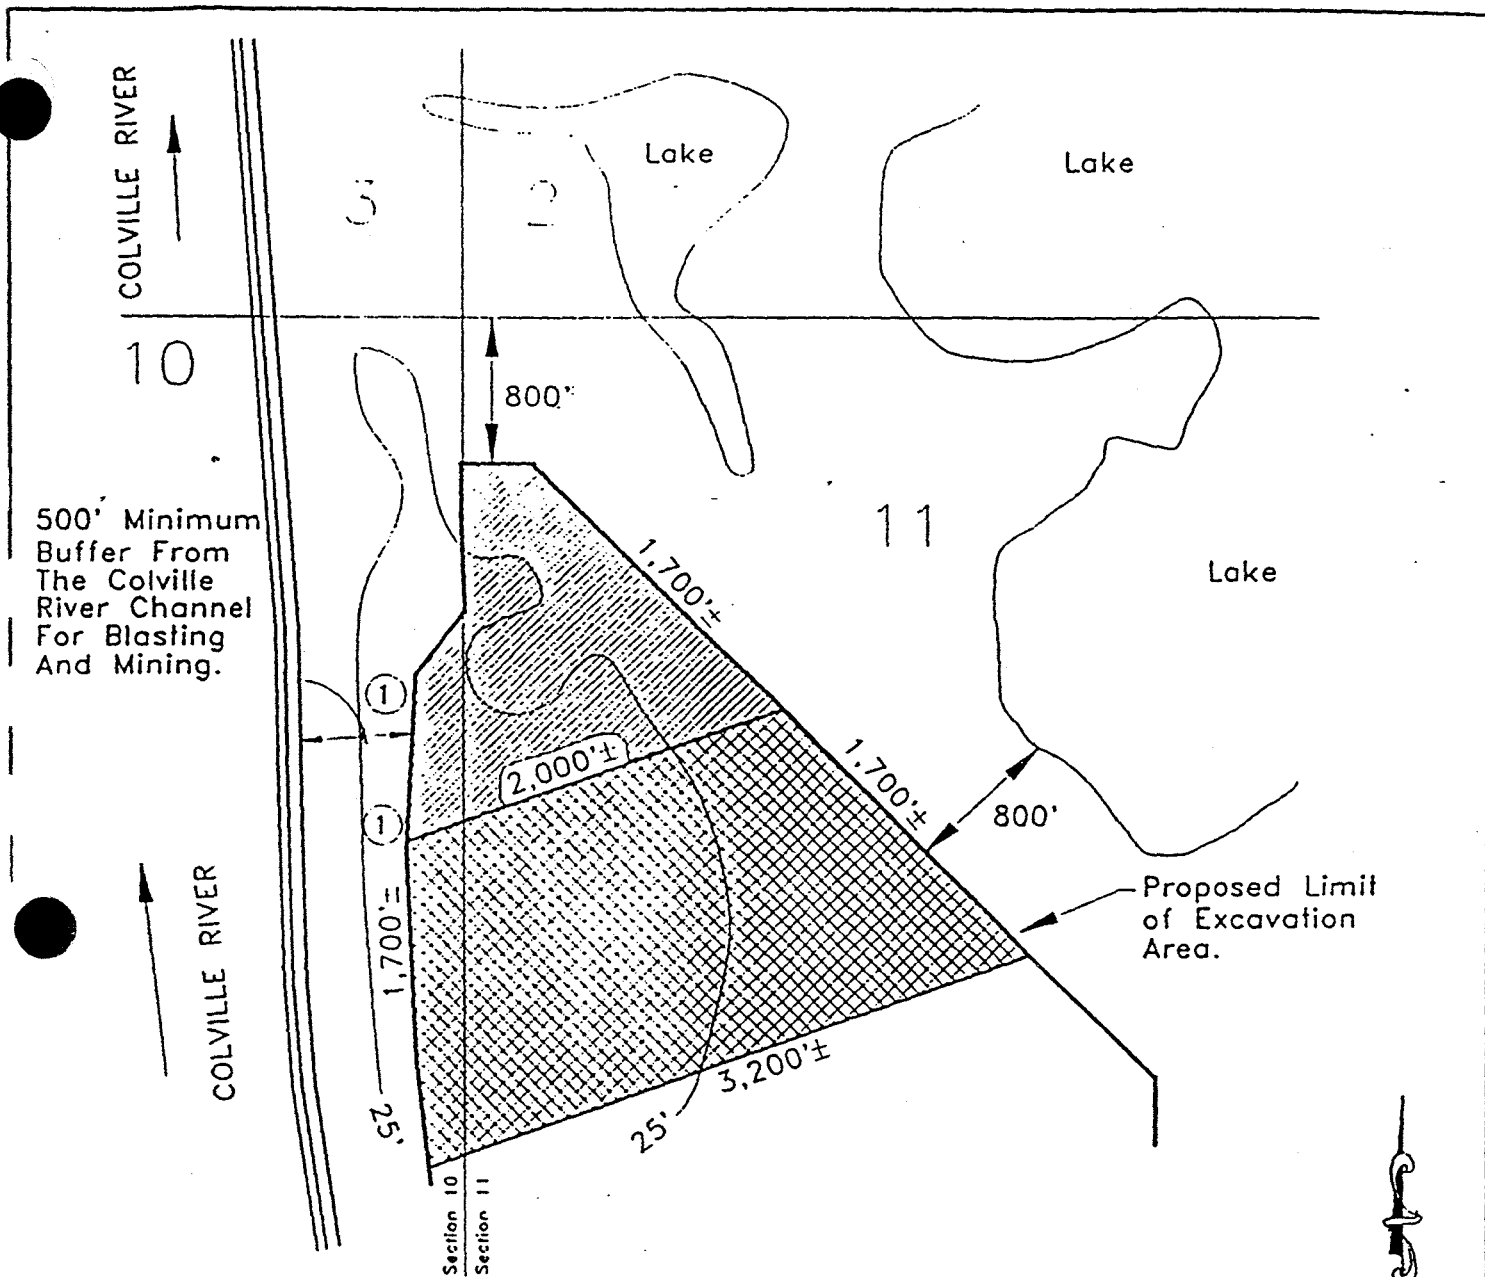 COLVILLE RIVER
3
2
Lake
Lake
10
800'
500' Minimum
Buffer From
The Colville
River Channel
For Blasting
And Mining.
11
Lake
1,700'±
1
2,000'±
1,700'±
800'
1
1,700'±
COLVILLE RIVER
Proposed Limit
of Excavation
Area.
3,200'±
25'
25'
Section 10
Section 11